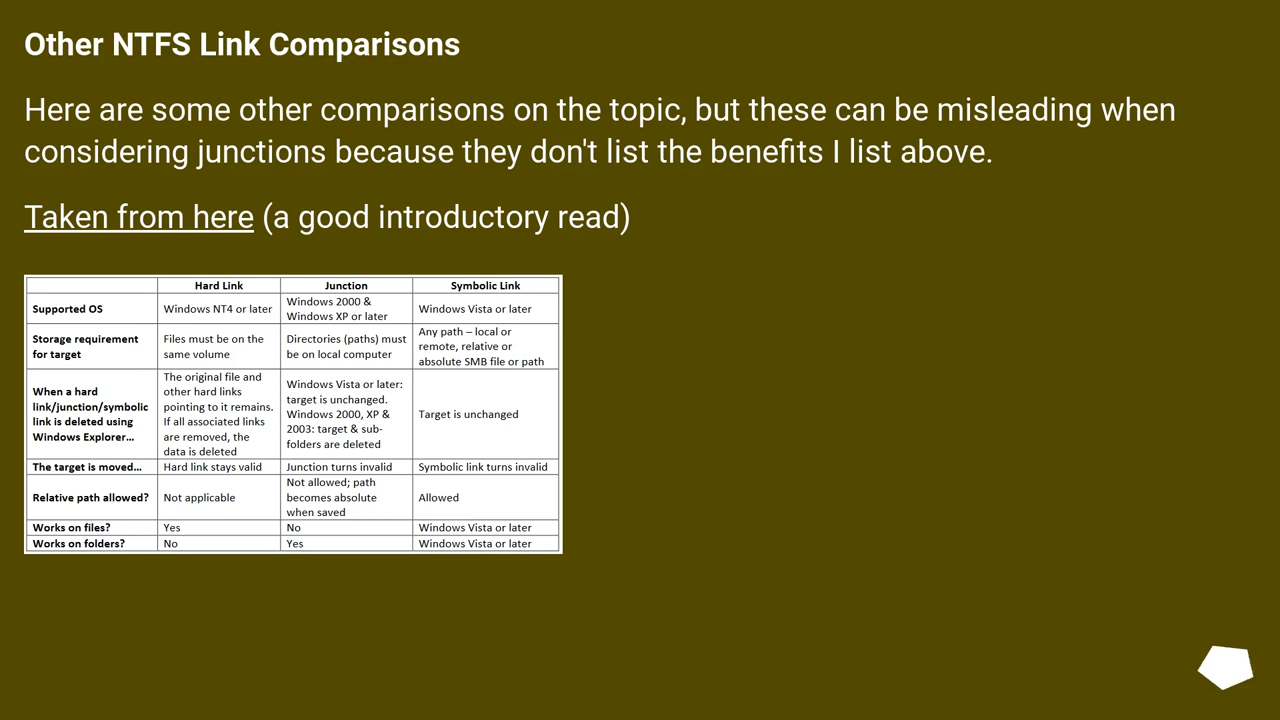 Other NTFS Link Comparisons
Here are some other comparisons on the topic, but these can be misleading when
considering junctions because they don't list the benefits I list above.
Taken from here (a good introductory read)
Hard Link Junction Symbolic Link
Supported OS Windows NT4 or later Windows 2000 & Windows XP or later Windows Vista or later
Storage requirement for target Files must be on the same volume Directories (paths) must be on local computer Any path – local or remote, relative or absolute SMB file or path
When a hard link/junction/symbolic link is deleted using Windows Explorer... The original file and other hard links pointing to it remains. If all associated links are removed, the data is deleted Windows Vista or later: target is unchanged. Windows 2000, XP & 2003: target & sub-folders are deleted Target is unchanged
The target is moved... Hard link stays valid Junction turns invalid Symbolic link turns invalid
Relative path allowed? Not applicable Not allowed; path becomes absolute when saved Allowed
Works on files? Yes No Windows Vista or later
Works on folders? No Yes Windows Vista or later